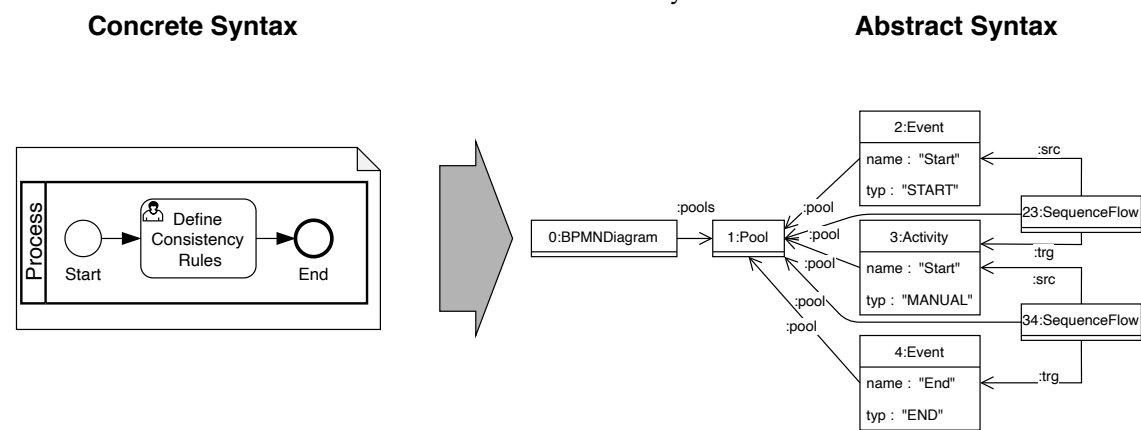 Concrete Syntax
Abstract Syntax
Process
Start
Define
Consistency
Rules
End
0:BPMNDiagram
:pools
1:Pool
2:Event
name : "Start"
typ : "START"
:src
:pool
23:SequenceFlow
:pool
3:Activity
name : "Start"
typ : "MANUAL"
:trg
:pool
:src
:pool
34:SequenceFlow
:pool
4:Event
name : "End"
typ : "END"
:trg